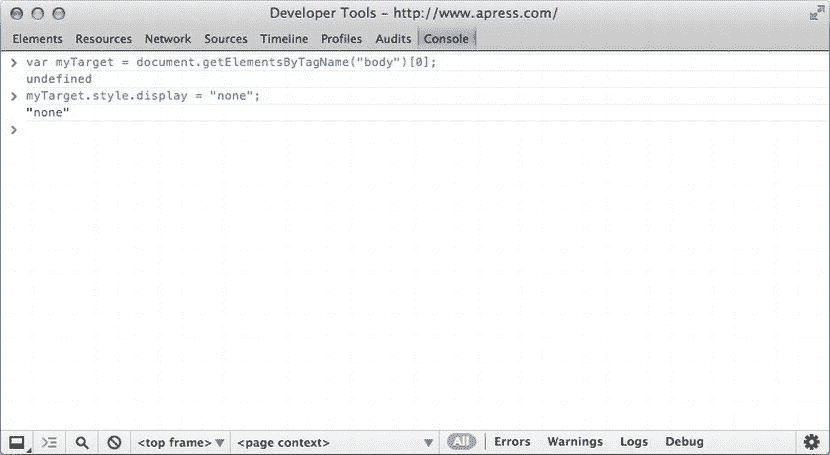 Developer Tools - http://www.apress.com/
Elements Resources Network Sources Timeline Profiles Audits Console
> var myTarget = document.getElementsByTagName("body")[0];
undefined
> myTarget.style.display = "none";
"none"
>
<top frame> ▼ <page context> ▼ All Errors Warnings Logs Debug